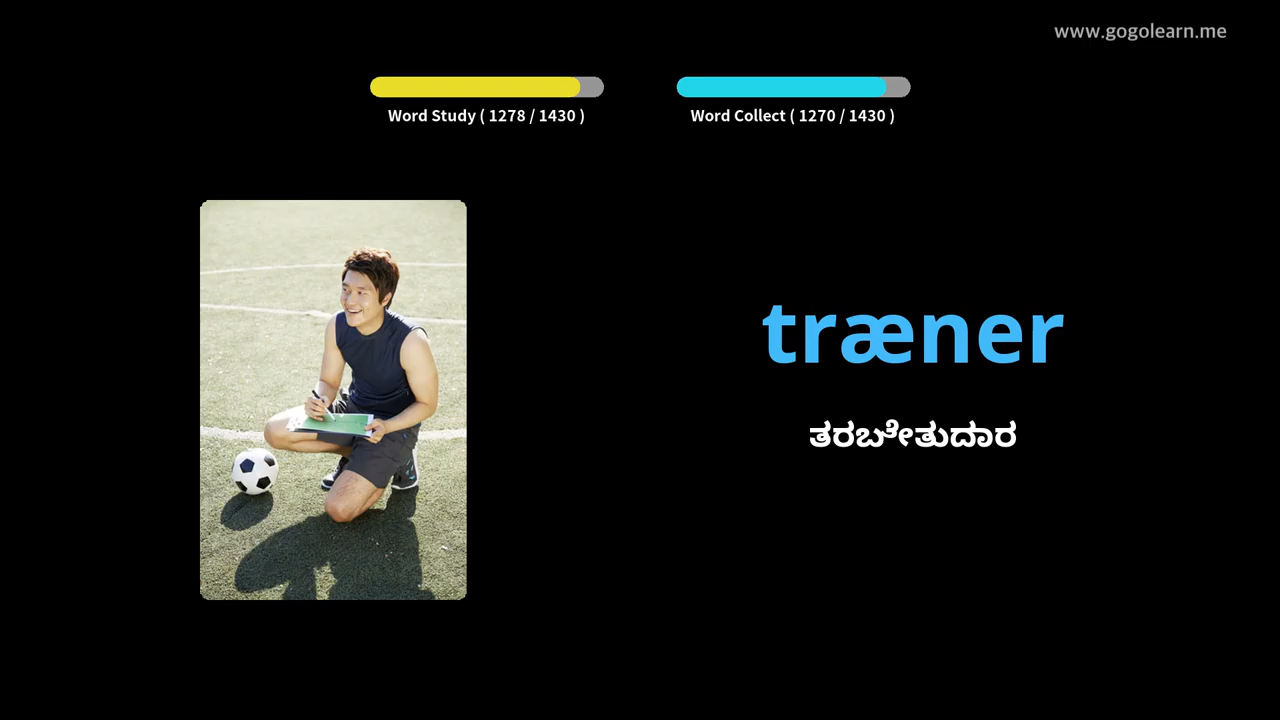 www.gogolearn.me
Word Study ( 1278 / 1430 )
Word Collect ( 1270 / 1430 )
træner
ತರಬೇತುದಾರ